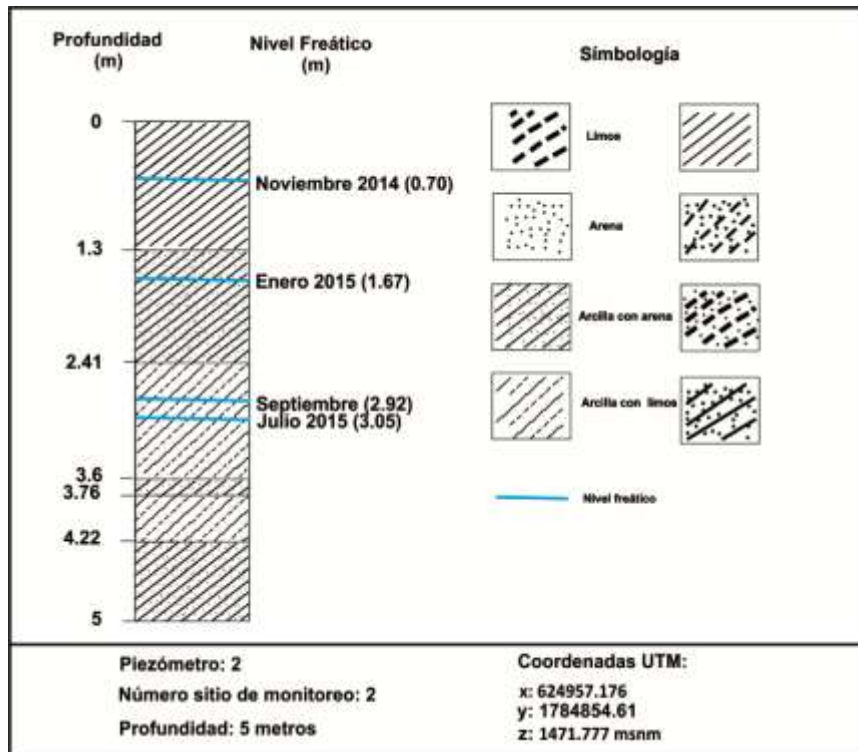 Profundidad
(m)
Nivel Freático
(m)
Símbología
0
Noviembre 2014 (0.70)
1.3
Enero 2015 (1.67)
2.41
Septiembre (2.92)
Julio 2015 (3.05)
3.6
3.76
4.22
5
Limos
Arena
Arcilla con arena
Arcilla con limos
Nivel freático
Piezómetro: 2
Número sitio de monitoreo: 2
Profundidad: 5 metros
Coordenadas UTM:
x: 624957.176
y: 1784854.61
z: 1471.777 msnm